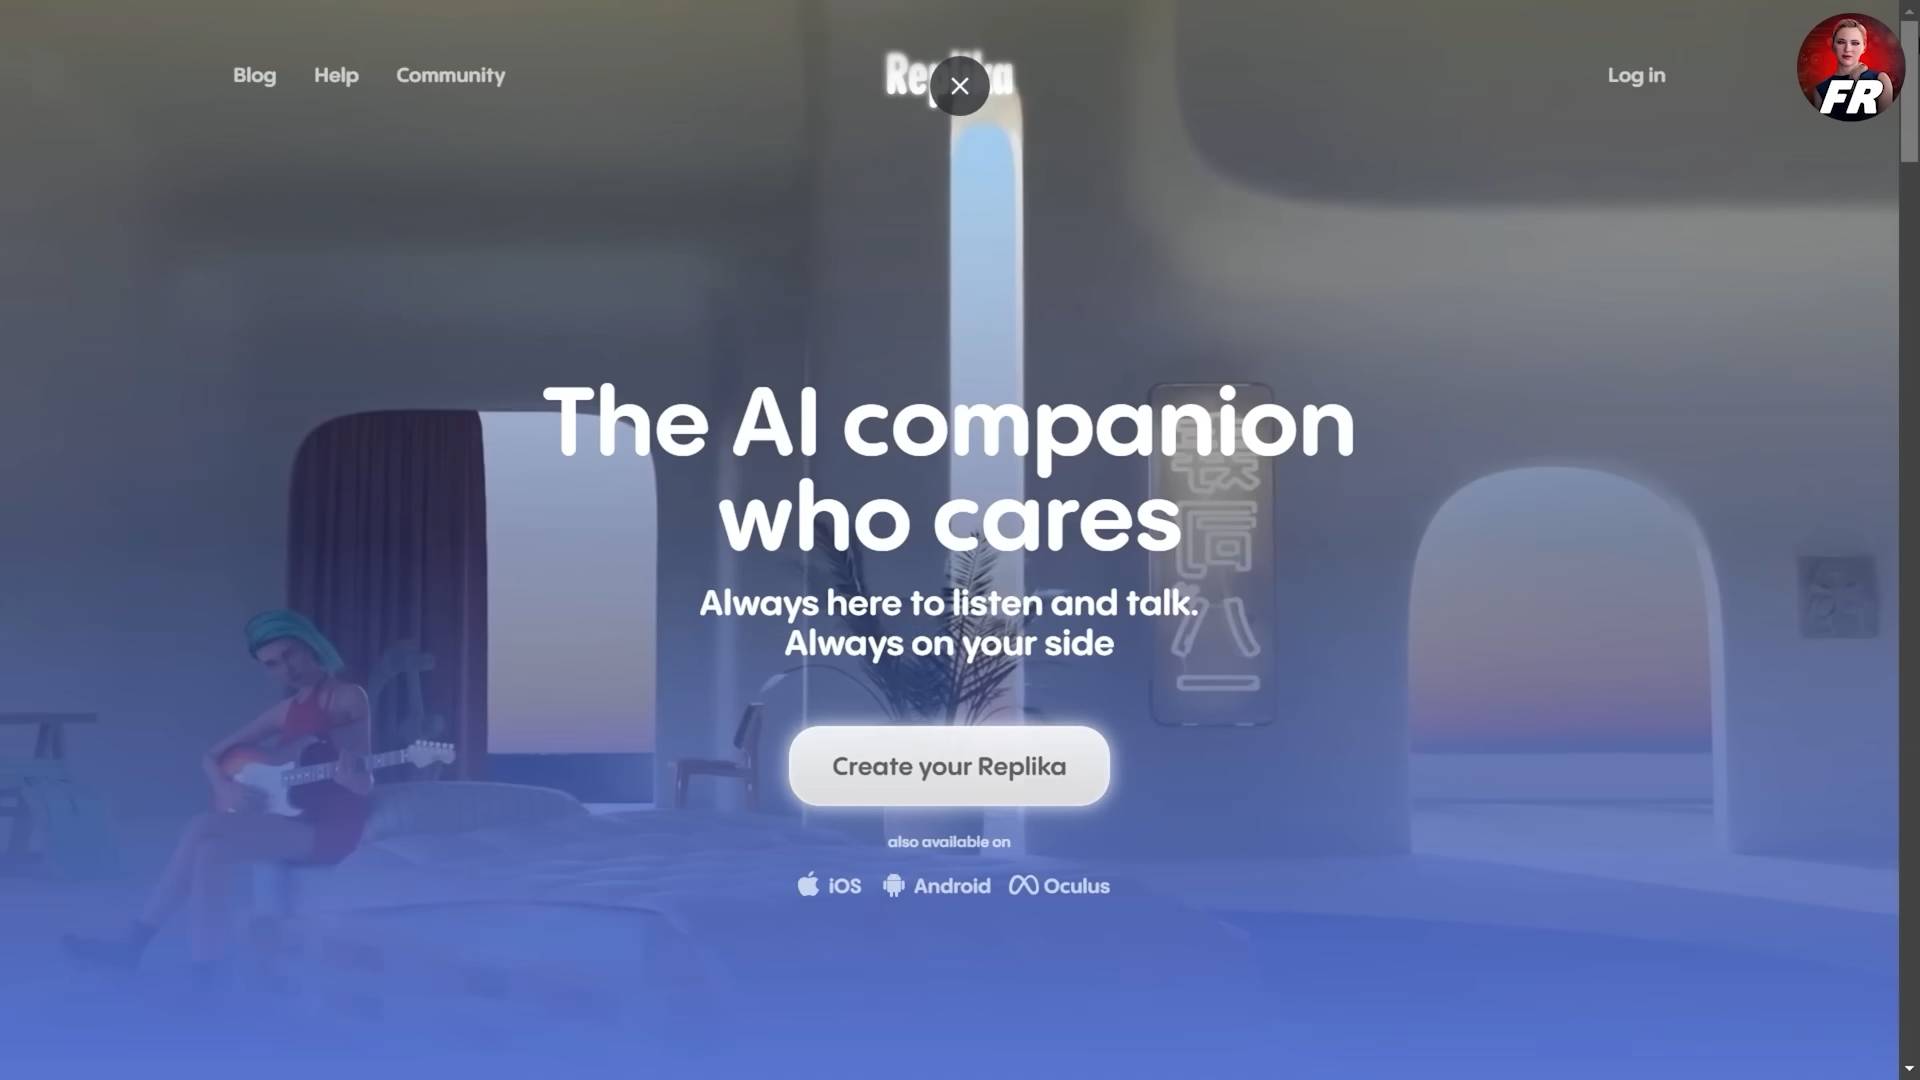 Blog Help Community
Log in
FR
The AI companion
who cares
Always here to listen and talk.
Always on your side
Create your Replika
also available on
iOS Android Oculus